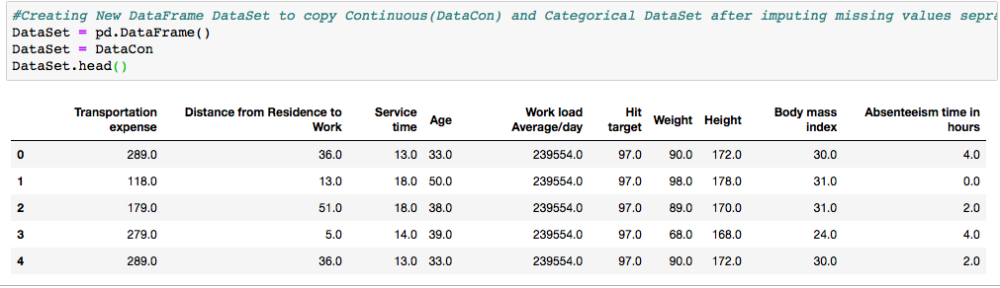 #Creating New DataFrame DataSet to copy Continuous(DataCon) and Categorical DataSet after imputing missing values
DataSet = pd.DataFrame()
DataSet = DataCon
DataSet.head()
Transportation expense Distance from Residence to Work Service time Age Work load Average/day Hit target Weight Height Body mass index Absenteeism time in hours
0 289.0 36.0 13.0 33.0 239554.0 97.0 90.0 172.0 30.0 4.0
1 118.0 13.0 18.0 50.0 239554.0 97.0 98.0 178.0 31.0 0.0
2 179.0 51.0 18.0 38.0 239554.0 97.0 89.0 170.0 31.0 2.0
3 279.0 5.0 14.0 39.0 239554.0 97.0 68.0 168.0 24.0 4.0
4 289.0 36.0 13.0 33.0 239554.0 97.0 90.0 172.0 30.0 2.0